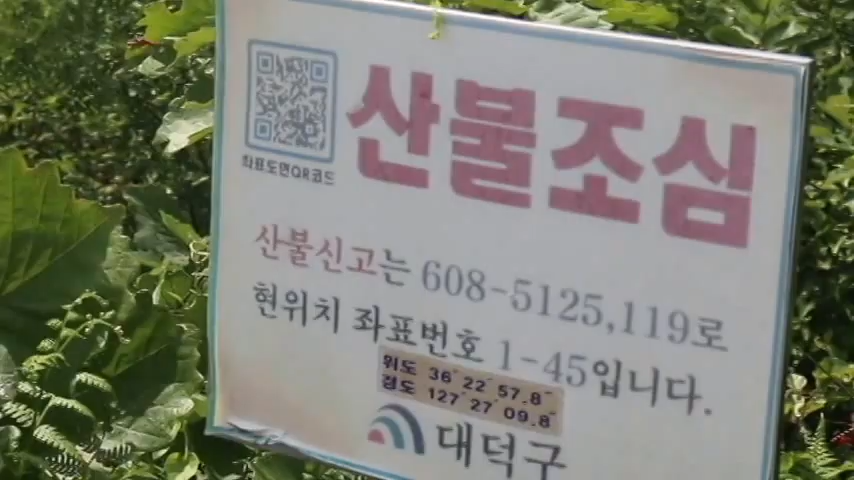 산불조심
좌표도면QR코드
산불신고는 608-5125,119로
현위치 좌표번호 1-45입니다.
위도 36° 22′ 57.8″
경도 127° 27′ 09.8″
대덕구